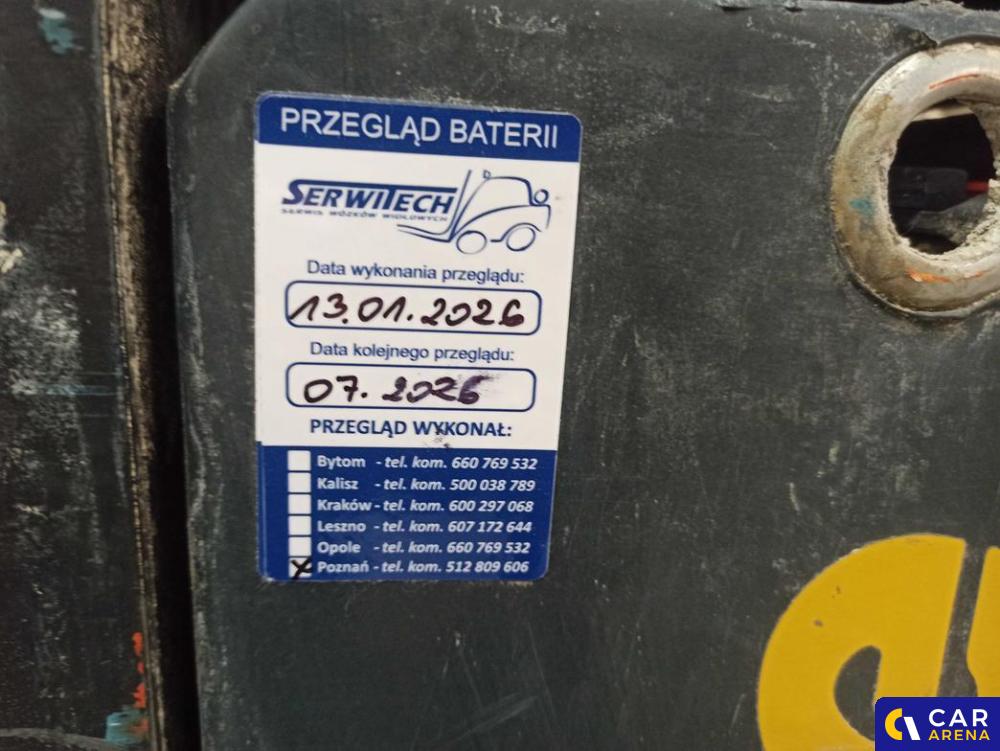 PRZEGLĄD BATERII
SERWITECH
SERWIS WÓZKÓW WIDŁOWYCH
Data wykonania przeglądu:
13.01.2026
Data kolejnego przeglądu:
07.2026
PRZEGLĄD WYKONAŁ:
Bytom - tel. kom. 660 769 532
Kalisz - tel. kom. 500 038 789
Kraków - tel. kom. 600 297 068
Leszno - tel. kom. 607 172 644
Opole - tel. kom. 660 769 532
X Poznań - tel. kom. 512 809 606
CAR
ARENA